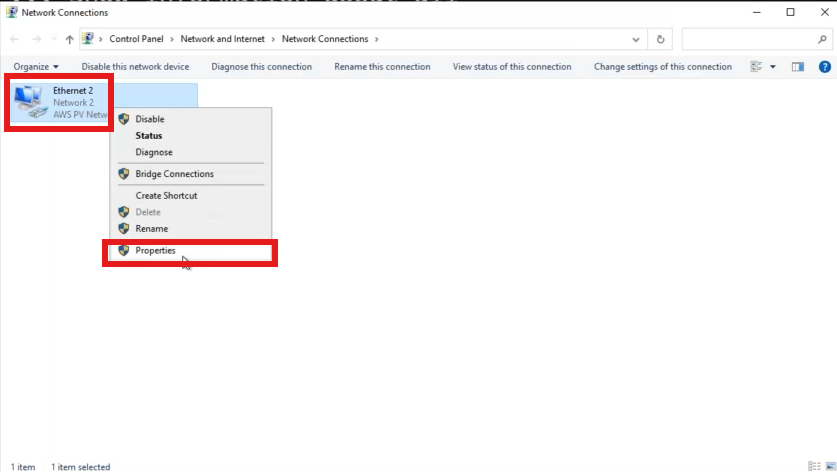 Network Connections
Control Panel > Network and Internet > Network Connections >
Organize Disable this network device Diagnose this connection Rename this connection View status of this connection Change settings of this connection
Ethernet 2
Network 2
AWS PV Netw
Disable
Status
Diagnose
Bridge Connections
Create Shortcut
Delete
Rename
Properties
1 item 1 item selected